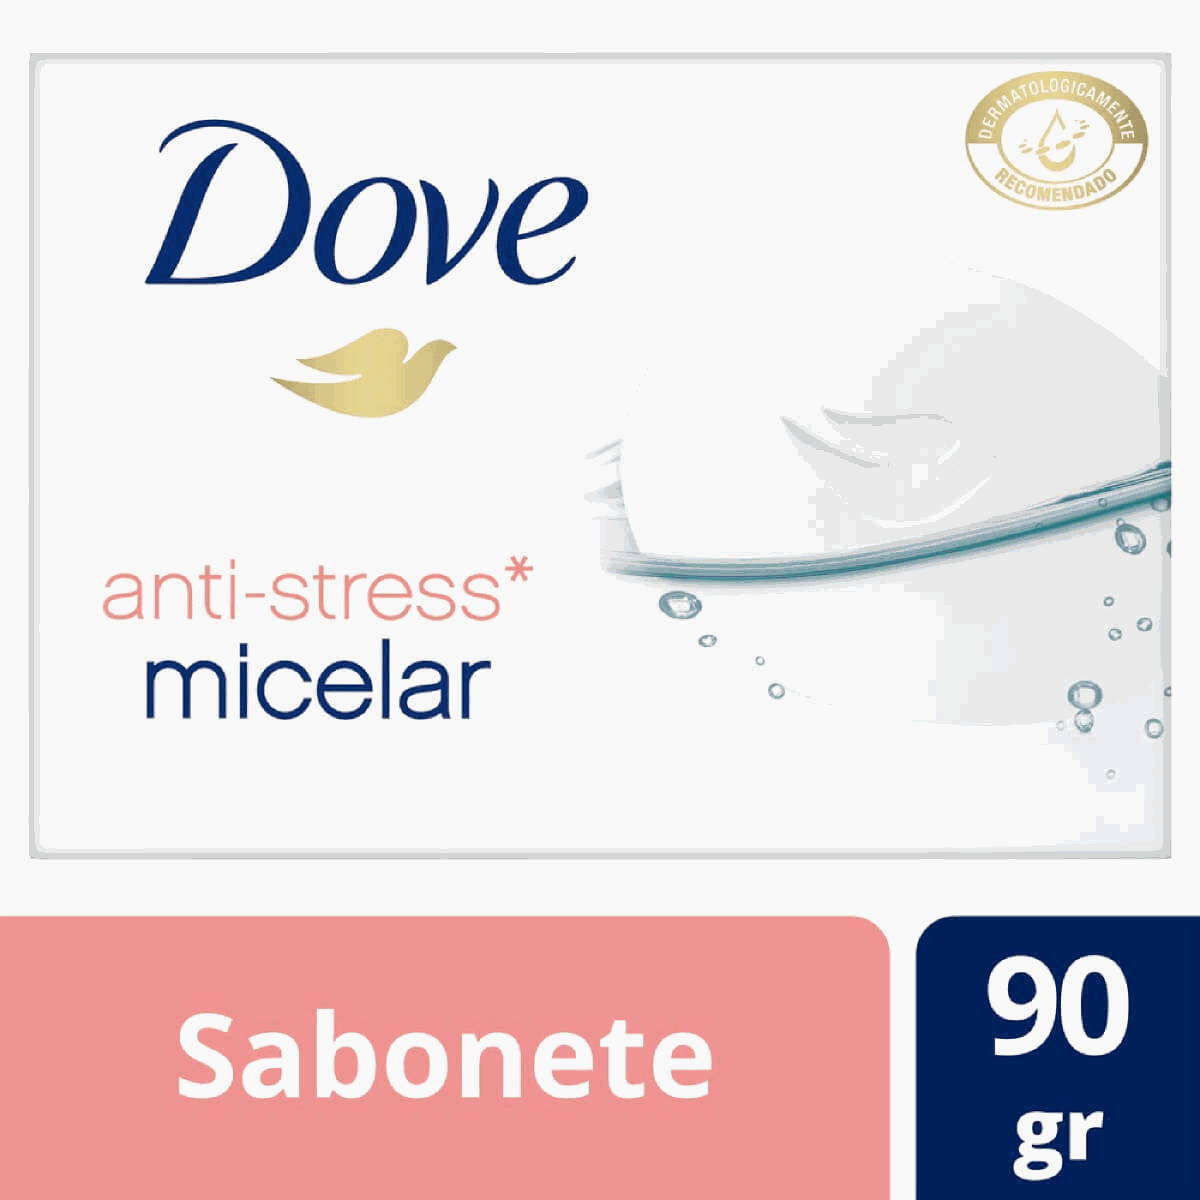 DERMATOLOGICAMENTE
RECOMENDADO
Dove
anti-stress*
micelar
Sabonete
90
gr